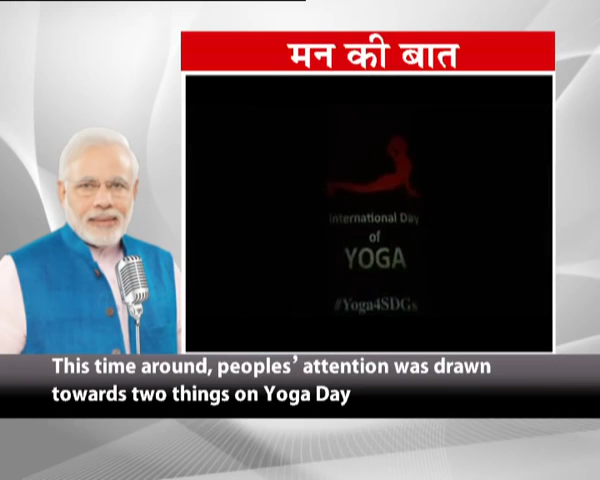 मन की बात
International Day
of
YOGA
#Yoga4SDGs
This time around, peoples’ attention was drawn
towards two things on Yoga Day